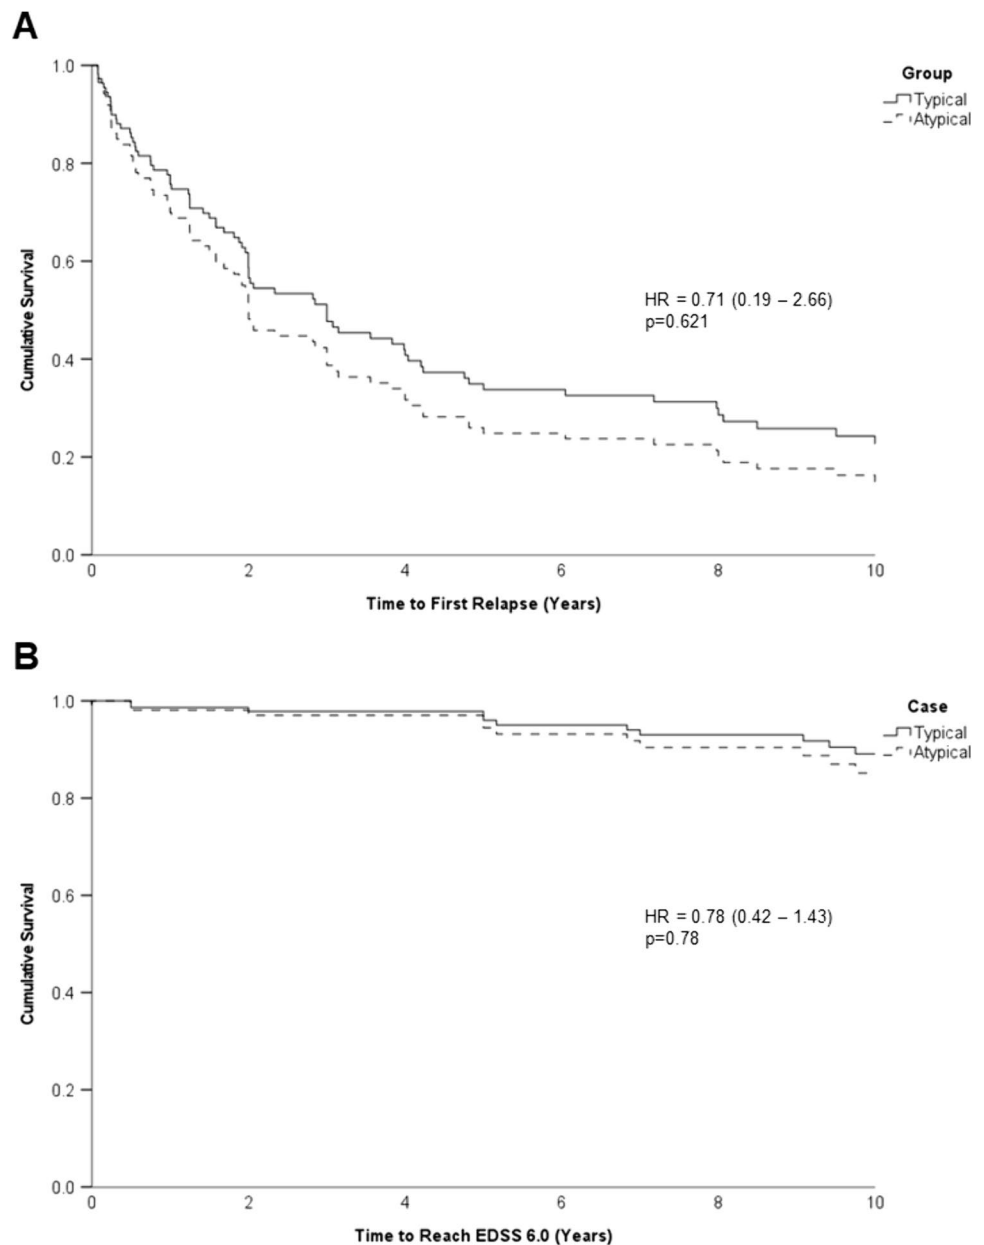 A
Group
Typical
Atypical
1.0
0.8
0.6
0.4
0.2
0.0
Cumulative Survival
HR = 0.71 (0.19 – 2.66)
p=0.621
0 2 4 6 8 10
Time to First Relapse (Years)
B
Case
Typical
Atypical
1.0
0.8
0.6
0.4
0.2
0.0
Cumulative Survival
HR = 0.78 (0.42 – 1.43)
p=0.78
0 2 4 6 8 10
Time to Reach EDSS 6.0 (Years)